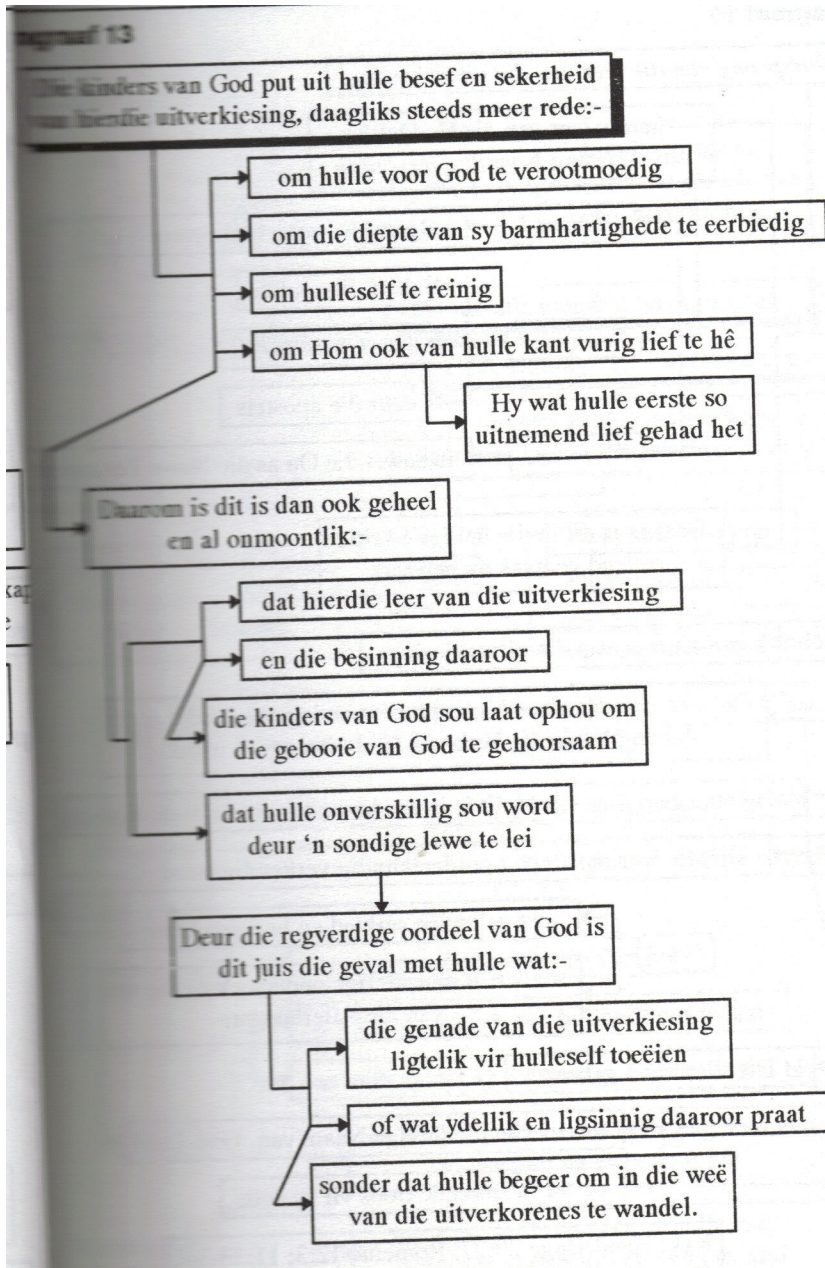 Paragraaf 13
Die kinders van God put uit hulle besef en sekerheid
van hierdie uitverkiesing, daagliks steeds meer rede:-
om hulle voor God te verootmoedig
om die diepte van sy barmhartighede te eerbiedig
om hulleself te reinig
om Hom ook van hulle kant vurig lief te hê
Hy wat hulle eerste so
uitnemend lief gehad het
Daarom is dit is dan ook geheel
en al onmoontlik:-
dat hierdie leer van die uitverkiesing
en die besinning daaroor
die kinders van God sou laat ophou om
die gebooie van God te gehoorsaam
dat hulle onverskillig sou word
deur ‘n sondige lewe te lei
Deur die regverdige oordeel van God is
dit juis die geval met hulle wat:-
die genade van die uitverkiesing
ligtelik vir hulleself toeëien
of wat ydellik en ligsinnig daaroor praat
sonder dat hulle begeer om in die weë
van die uitverkorenes te wandel.